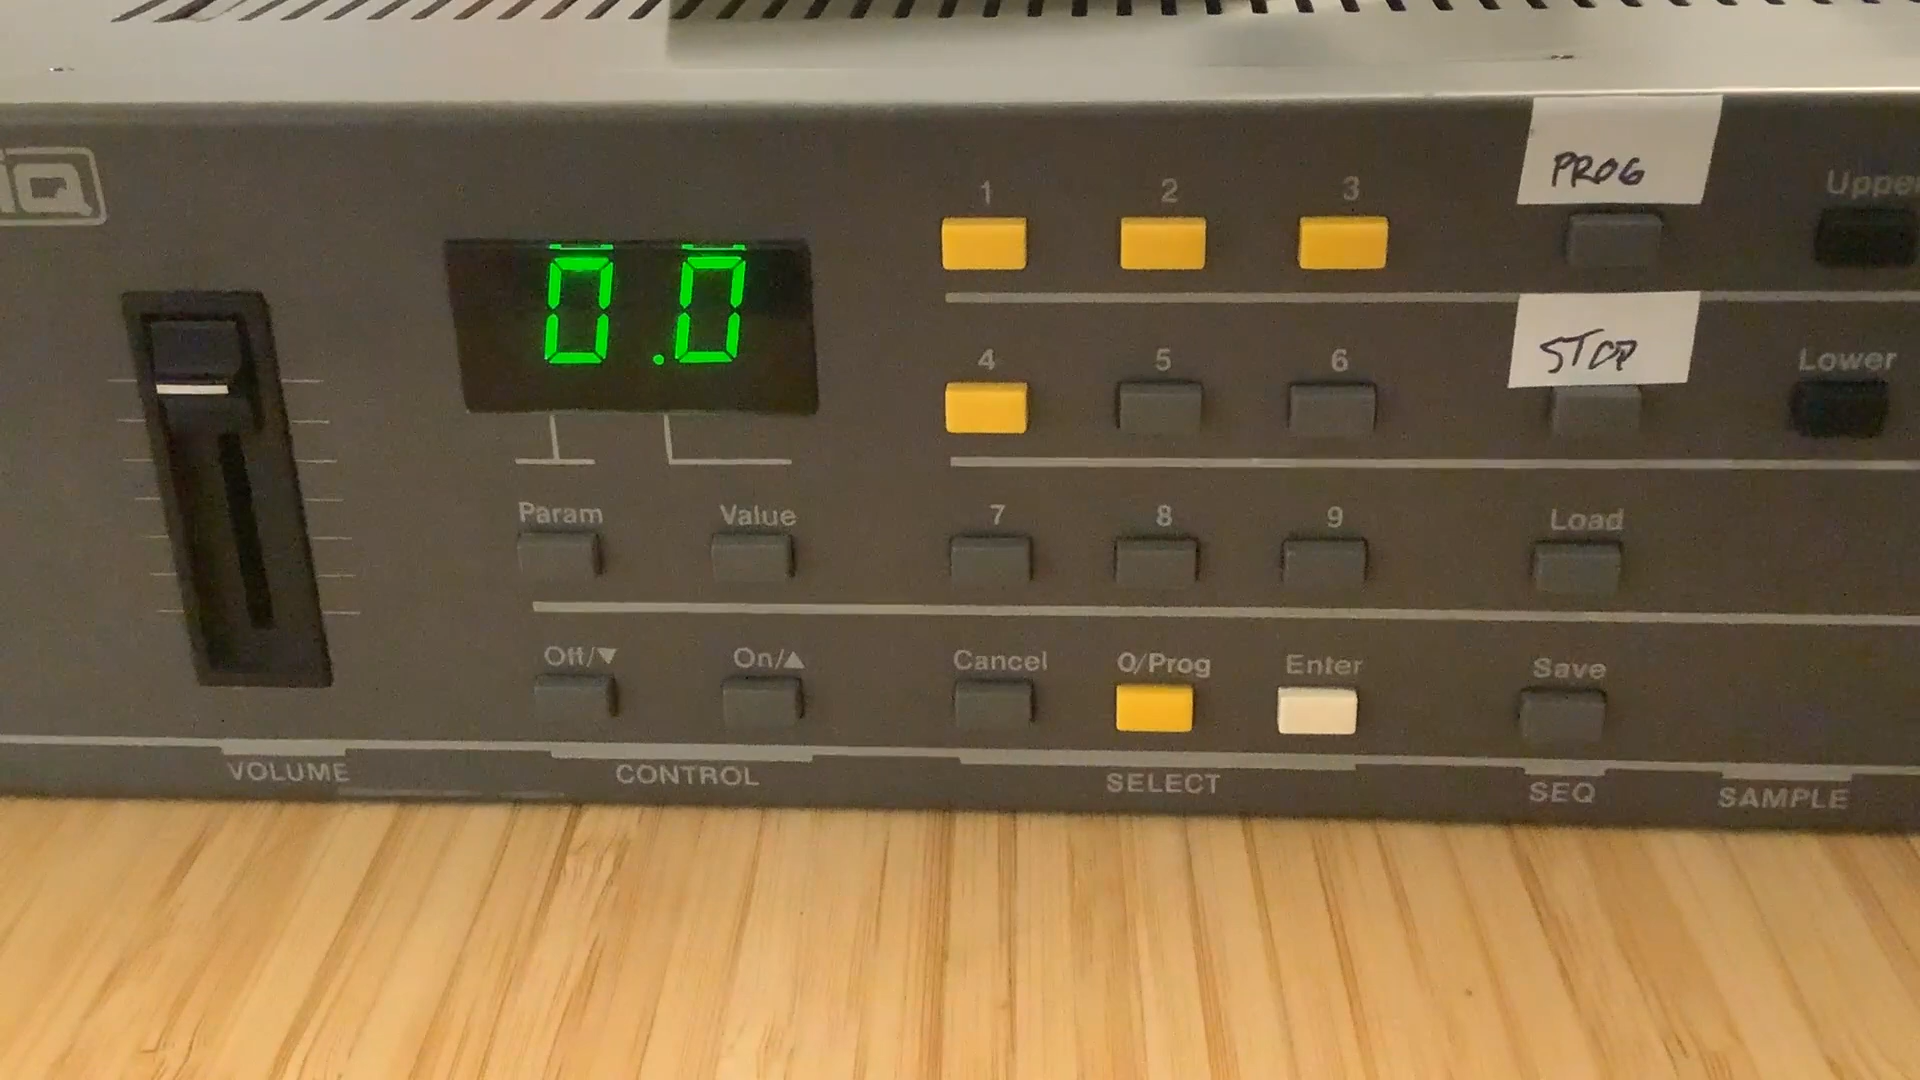 iQ
0.0
1 2 3 PROG Upper
4 5 6 STOP Lower
Param Value 7 8 9 Load
Off/▼ On/▲ Cancel 0/Prog Enter Save
VOLUME CONTROL SELECT SEQ SAMPLE